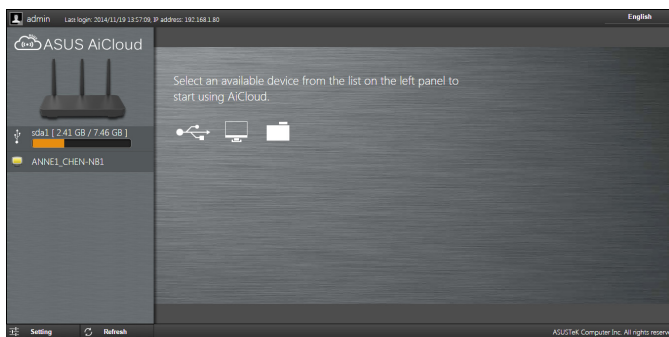 admin Last login: 2014/11/19 13:57:09, IP address: 192.168.1.80
English
ASUS AiCloud
Select an available device from the list on the left panel to
start using AiCloud.
sda1 [ 2.41 GB / 7.46 GB ]
ANNE1_CHEN-NB1
Setting
Refresh
ASUSTeK Computer Inc. All rights reserve